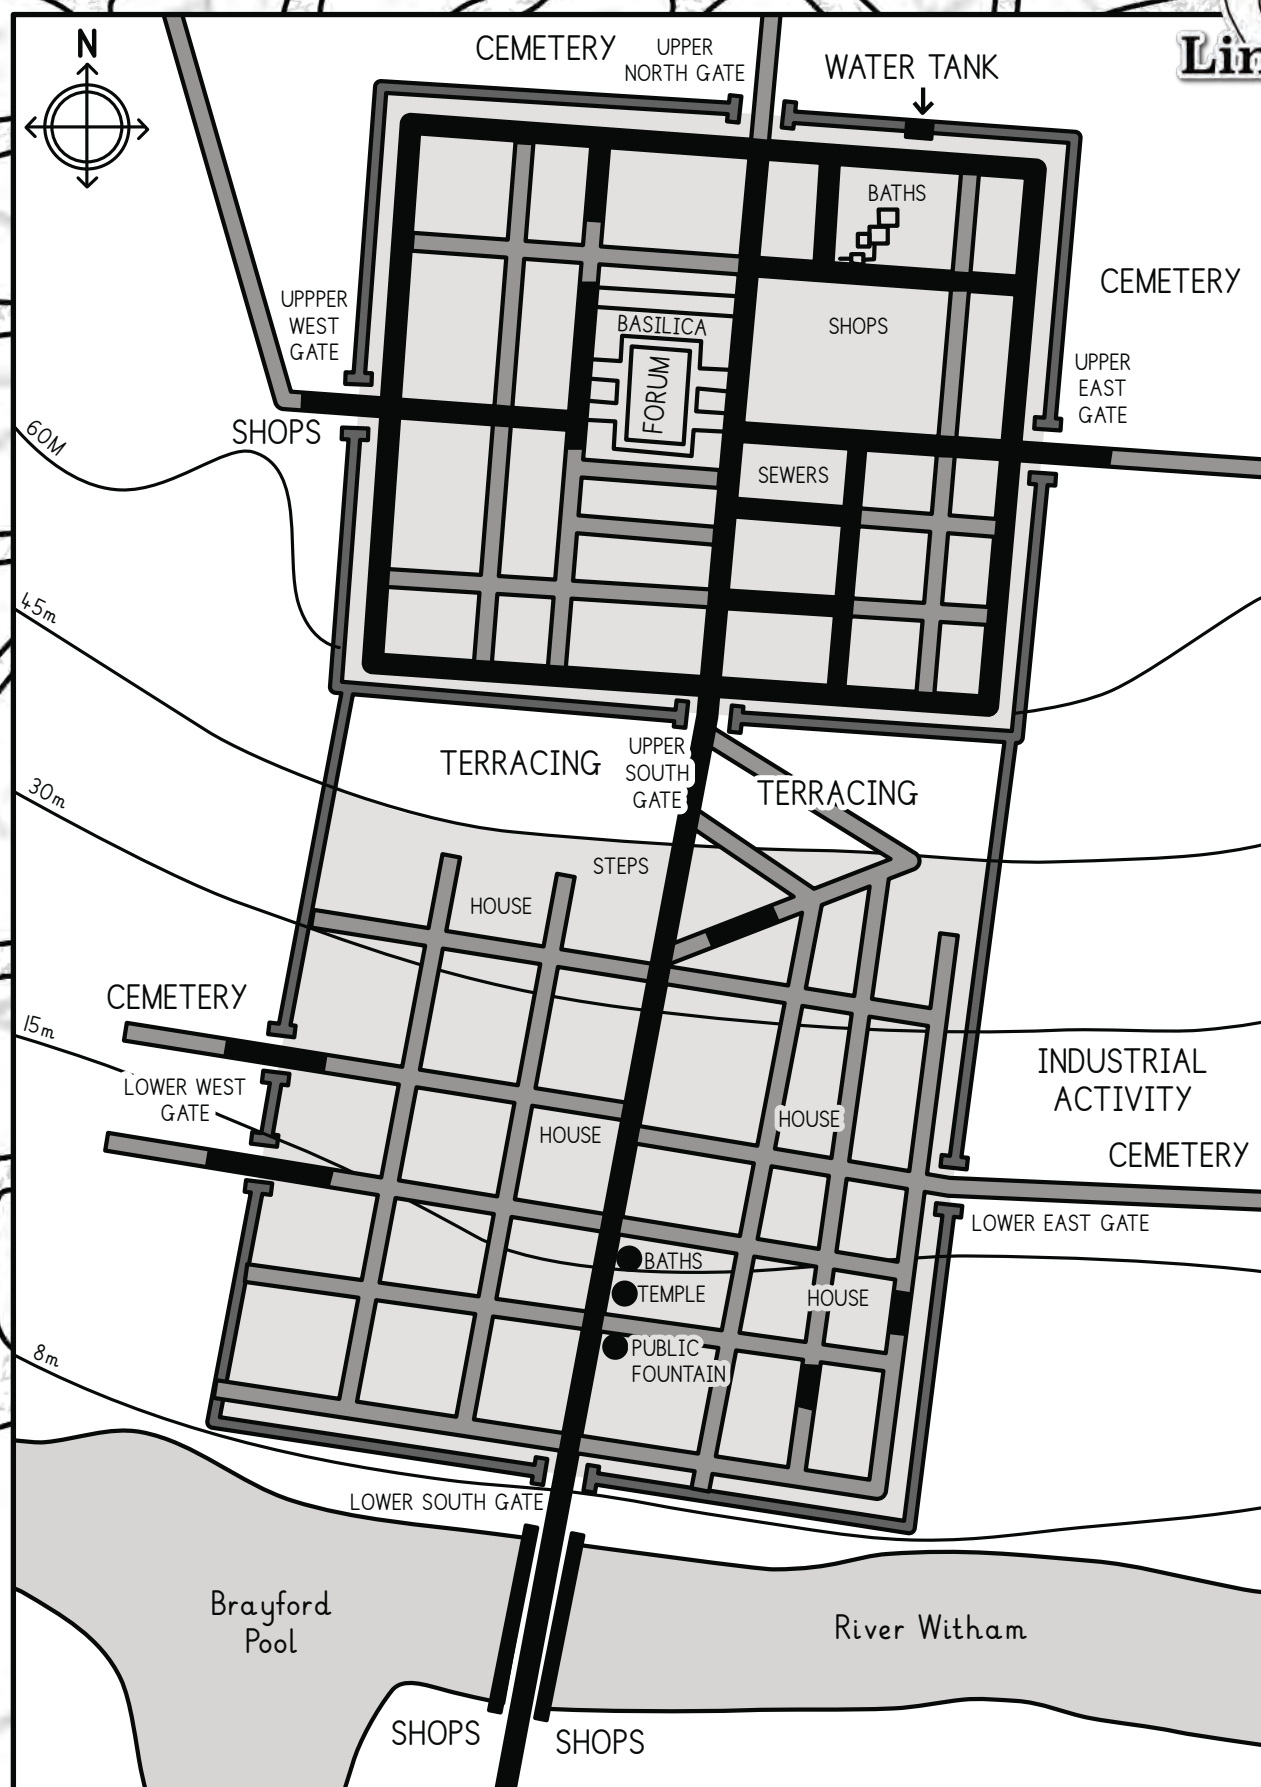 N
CEMETERY
UPPER
NORTH GATE
WATER TANK
Lin
BATHS
CEMETERY
UPPPER
WEST
GATE
BASILICA
FORUM
SHOPS
UPPER
EAST
GATE
SHOPS
60M
SEWERS
45m
TERRACING
UPPER
SOUTH
GATE
TERRACING
30m
STEPS
HOUSE
CEMETERY
15m
LOWER WEST
GATE
INDUSTRIAL
ACTIVITY
HOUSE
HOUSE
CEMETERY
LOWER EAST GATE
BATHS
TEMPLE
HOUSE
PUBLIC
FOUNTAIN
8m
LOWER SOUTH GATE
Brayford
Pool
River Witham
SHOPS
SHOPS